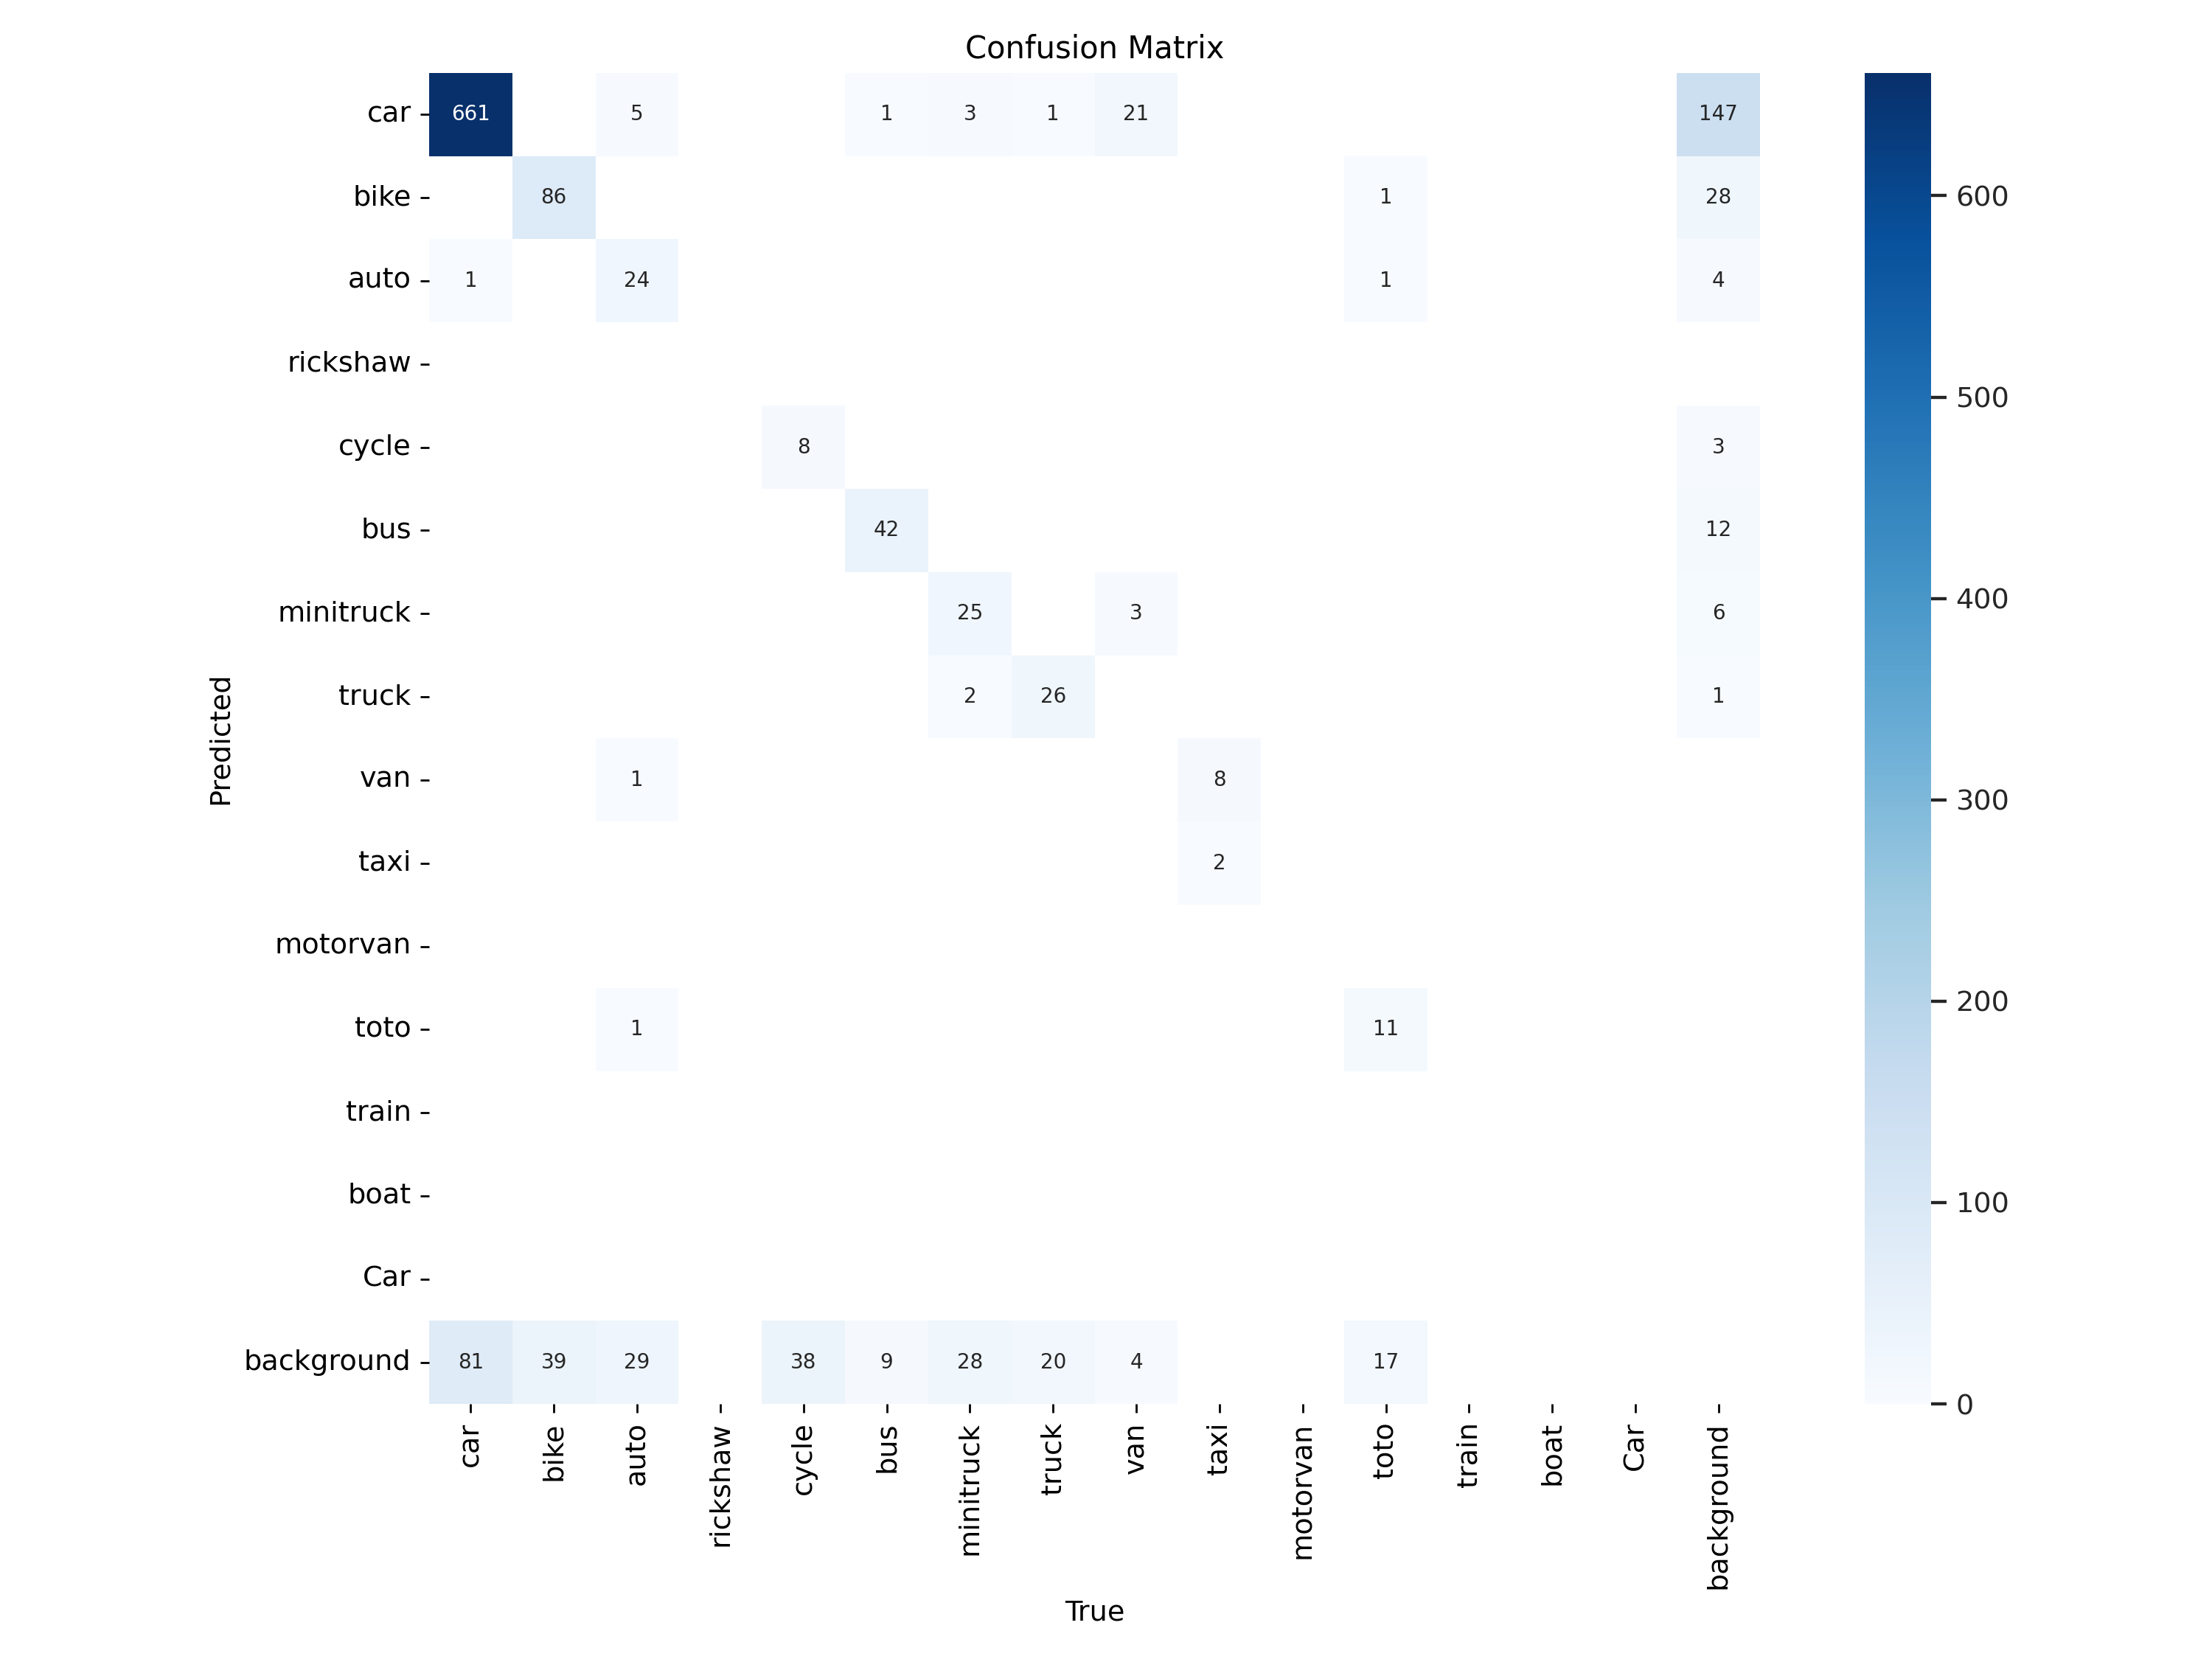 Confusion Matrix
car 661 5 1 3 1 21 147
bike 86 1 28
auto 1 24 1 4
rickshaw
cycle 8 3
bus 42 12
minitruck 25 3 6
truck 2 26 1
van 1 8
taxi 2
motorvan
toto 1 11
train
boat
Car
background 81 39 29 38 9 28 20 4 17
Predicted
car bike auto rickshaw cycle bus minitruck truck van taxi motorvan toto train boat Car background
True
600
500
400
300
200
100
0